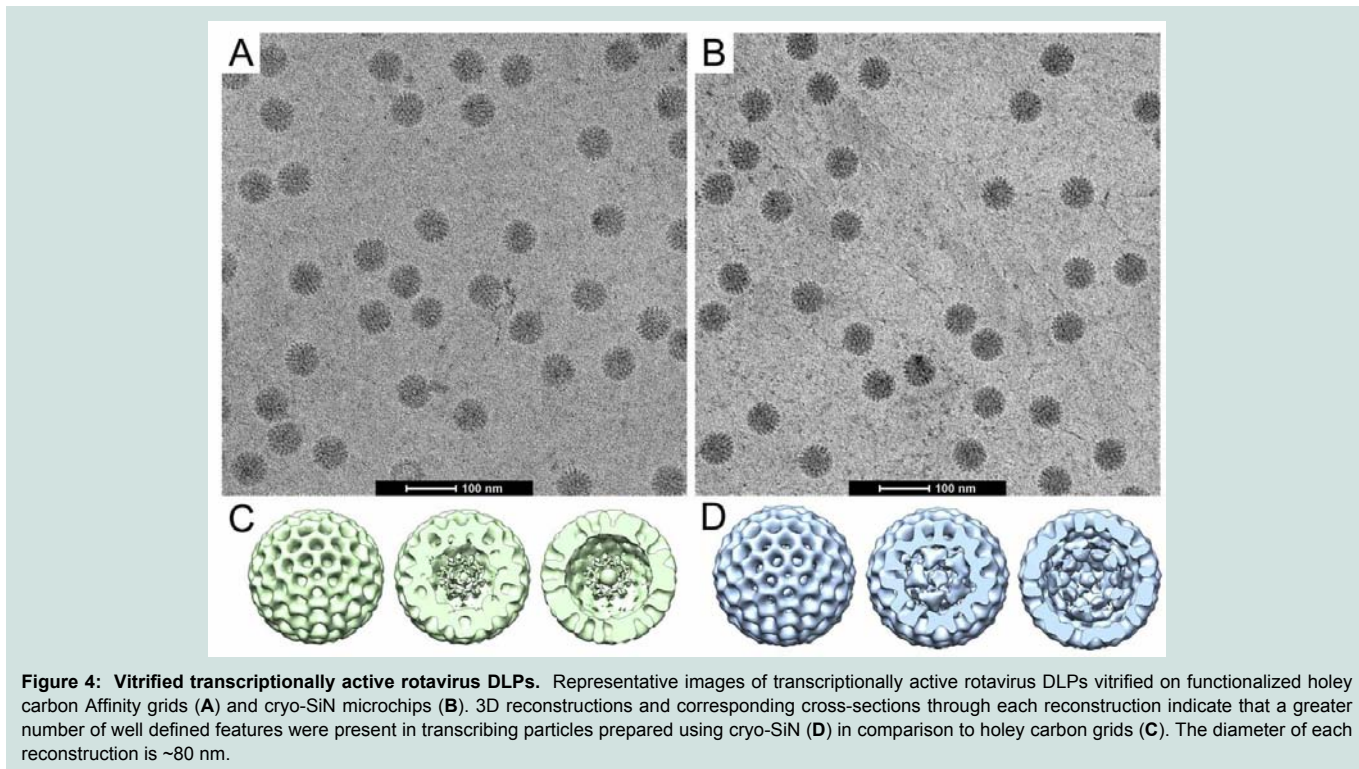 A
B
100 nm
100 nm
C
D
Figure 4: Vitrified transcriptionally active rotavirus DLPs. Representative images of transcriptionally active rotavirus DLPs vitrified on functionalized holey
carbon Affinity grids (A) and cryo-SiN microchips (B). 3D reconstructions and corresponding cross-sections through each reconstruction indicate that a greater
number of well defined features were present in transcribing particles prepared using cryo-SiN (D) in comparison to holey carbon grids (C). The diameter of each
reconstruction is ~80 nm.